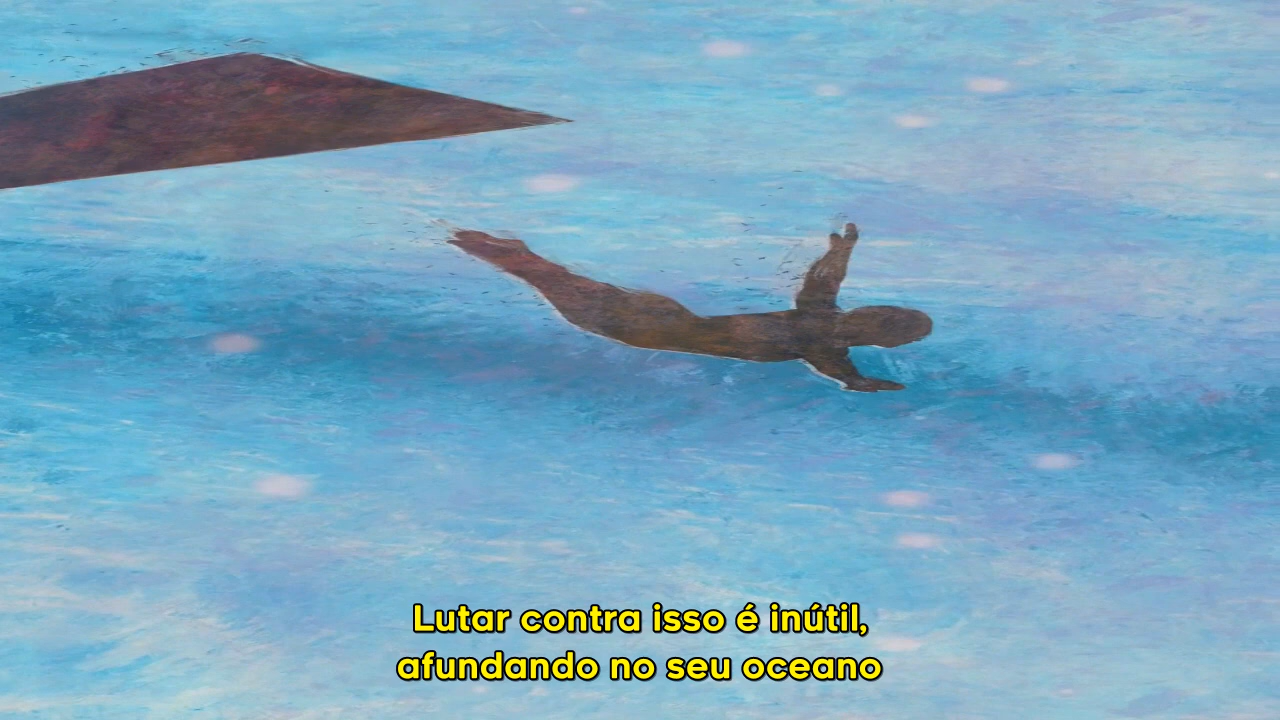 Lutar contra isso é inútil,
afundando no seu oceano